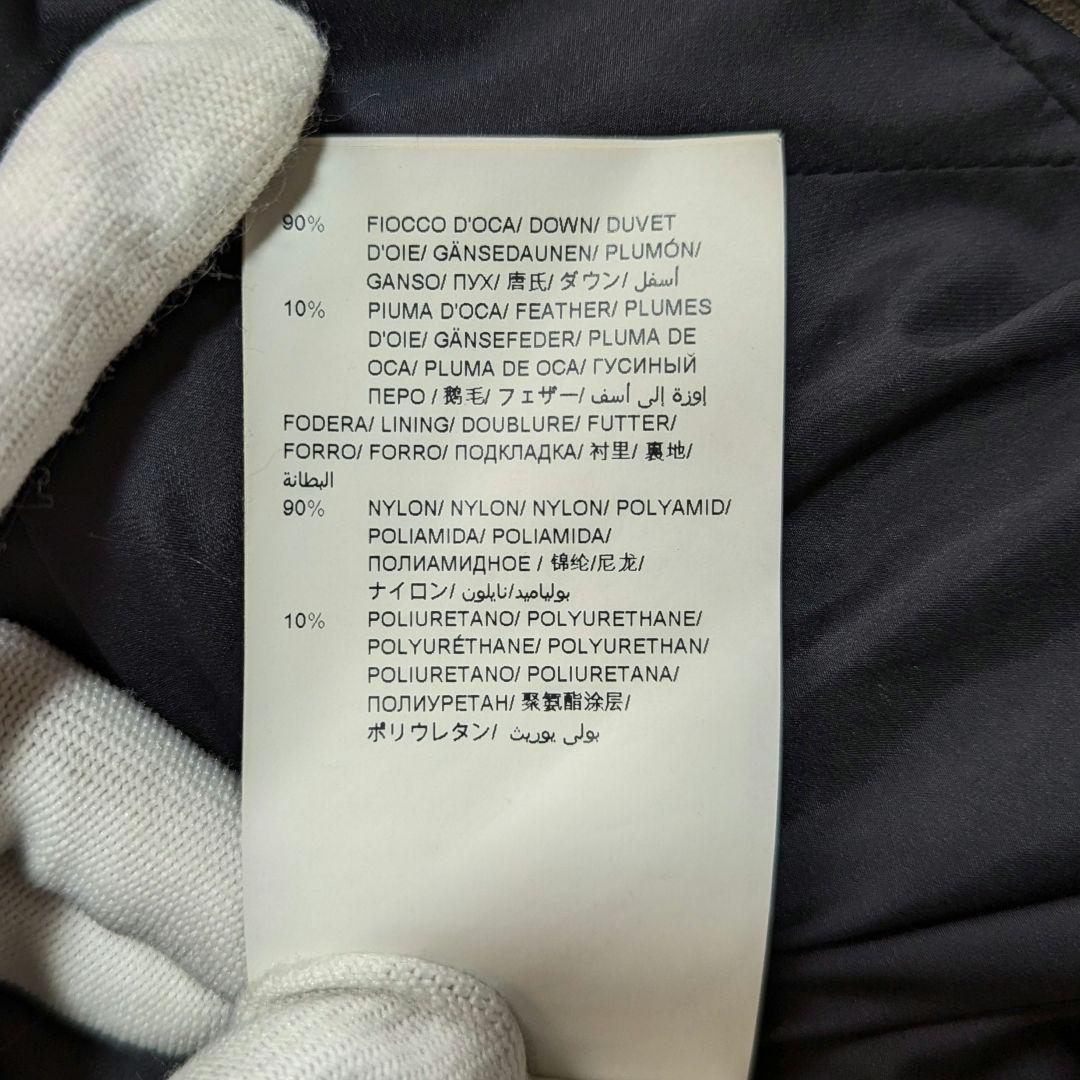 90% FIOCCO D'OCA/ DOWN/ DUVET
D'OIE/ GÄNSEDAUNEN/ PLUMÓN/
GANSO/ ПУХ/ 唐氏/ ダウン/ أسفل
10% PIUMA D'OCA/ FEATHER/ PLUMES
D'OIE/ GÄNSEFEDER/ PLUMA DE
OCA/ PLUMA DE OCA/ ГУСИНЫЙ
ПЕРО / 鹅毛/ フェザー/ إوزة إلى أسف
FODERA/ LINING/ DOUBLURE/ FUTTER/
FORRO/ FORRO/ ПОДКЛАДКА/ 衬里/ 裏地/
البطانة
90% NYLON/ NYLON/ NYLON/ POLYAMID/
POLIAMIDA/ POLIAMIDA/
ПОЛИАМИДНОЕ / 锦纶/尼龙/
ナイロン/ بولياميد/نايلون
10% POLIURETANO/ POLYURETHANE/
POLYURÉTHANE/ POLYURETHAN/
POLIURETANO/ POLIURETANA/
ПОЛИУРЕТАН/ 聚氨酯涂层/
ポリウレタン/ بولى يوريث